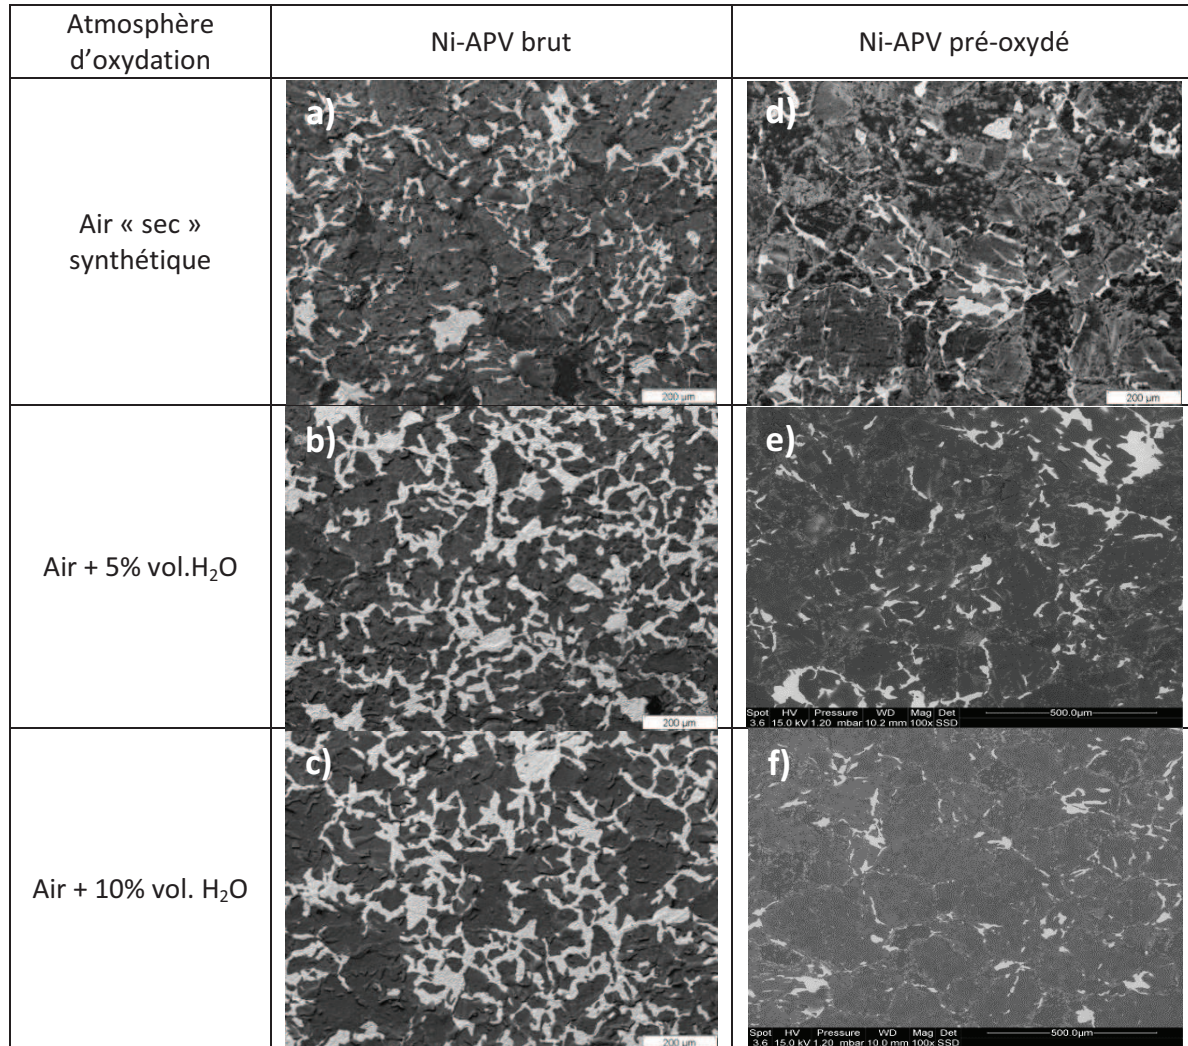 Atmosphère
d’oxydation
Ni-APV brut
Ni-APV pré-oxydé
Air « sec »
synthétique
a)
200 µm
d)
200 µm
Air + 5% vol.H₂O
b)
200 µm
e)
Spot HV Pressure WD Mag Det
3.6 15.0 kV 1.20 mbar 10.2 mm 100x SSD
500.0µm
Air + 10% vol. H₂O
c)
200 µm
f)
Spot HV Pressure WD Mag Det
3.6 15.0 kV 1.20 mbar 10.0 mm 100x SSD
500.0µm